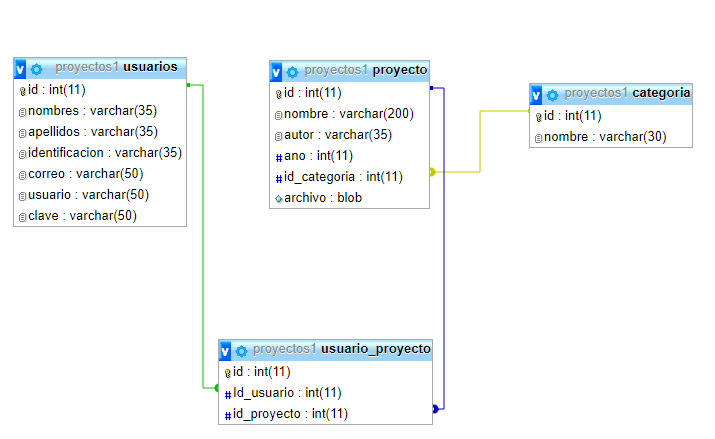 proyectos1 usuarios
id : int(11)
nombres : varchar(35)
apellidos : varchar(35)
identificacion : varchar(35)
correo : varchar(50)
usuario : varchar(50)
clave : varchar(50)
proyectos1 proyecto
id : int(11)
nombre : varchar(200)
autor : varchar(35)
# ano : int(11)
# id_categoria : int(11)
archivo : blob
proyectos1 categoria
id : int(11)
nombre : varchar(30)
proyectos1 usuario_proyecto
id : int(11)
# Id_usuario : int(11)
# id_proyecto : int(11)